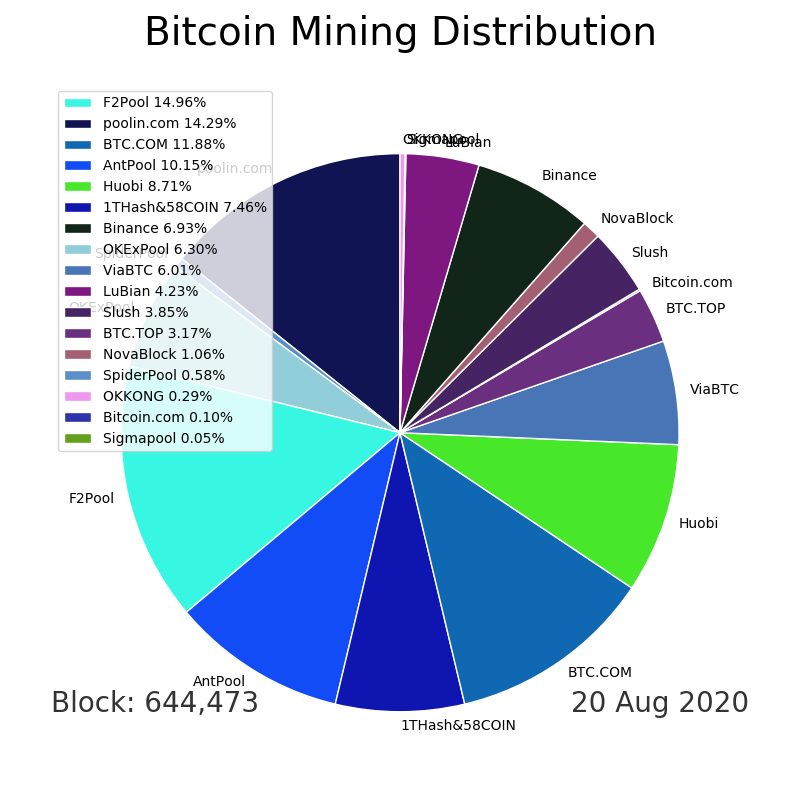 Bitcoin Mining Distribution
F2Pool 14.96%
poolin.com 14.29%
BTC.COM 11.88%
AntPool 10.15%
Huobi 8.71%
1THash&58COIN 7.46%
Binance 6.93%
OKExPool 6.30%
ViaBTC 6.01%
LuBian 4.23%
Slush 3.85%
BTC.TOP 3.17%
NovaBlock 1.06%
SpiderPool 0.58%
OKKONG 0.29%
Bitcoin.com 0.10%
Sigmapool 0.05%
OKKONG
Sigmapool
LuBian
Binance
NovaBlock
Slush
Bitcoin.com
BTC.TOP
ViaBTC
Huobi
BTC.COM
1THash&58COIN
AntPool
F2Pool
OKExPool
SpiderPool
poolin.com
Block: 644,473
20 Aug 2020